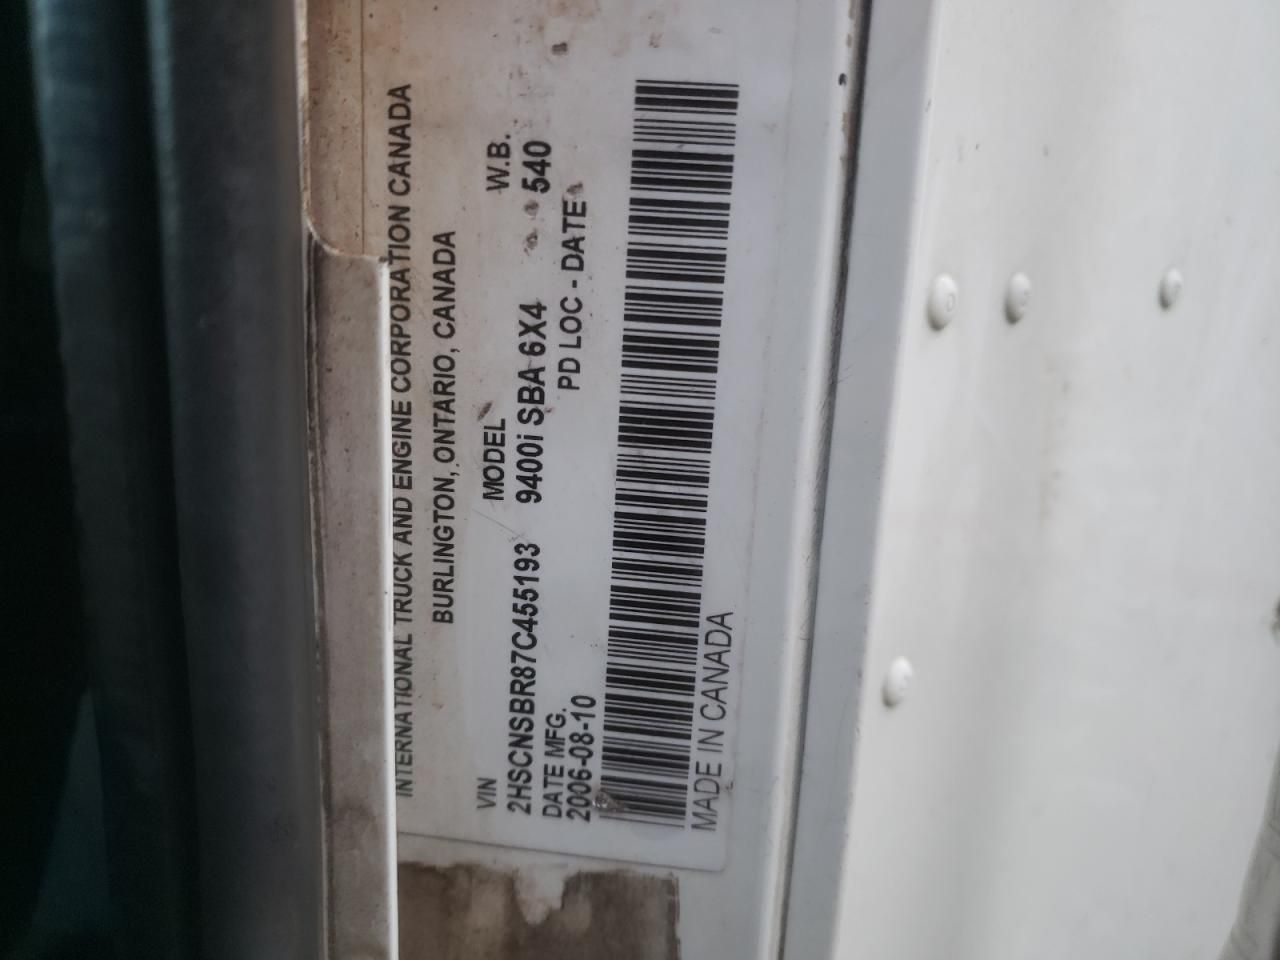 INTERNATIONAL TRUCK AND ENGINE CORPORATION CANADA
BURLINGTON, ONTARIO, CANADA
VIN MODEL W.B.
2HSCNSBR87C455193 9400i SBA 6X4 540
DATE MFG. PD LOC - DATE
2006-08-10
MADE IN CANADA